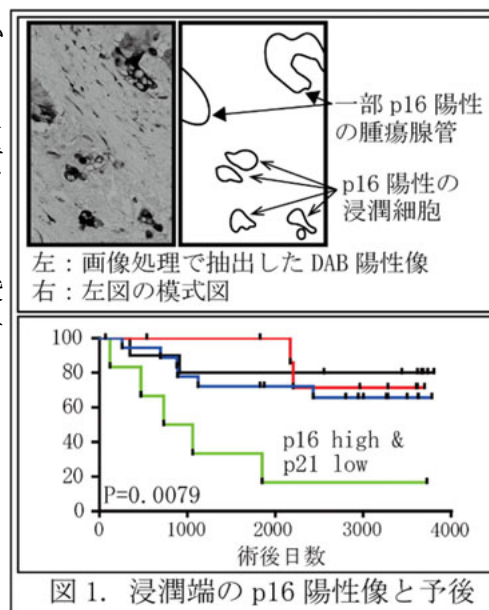 一部 p16 陽性
の腫瘍腺管
p16 陽性の
浸潤細胞
左：画像処理で抽出した DAB 陽性像
右：左図の模式図
100
80
60
40
20
0
p16 high &
p21 low
P=0.0079
0
1000
2000
3000
4000
術後日数
図 1. 浸潤端の p16 陽性像と予後